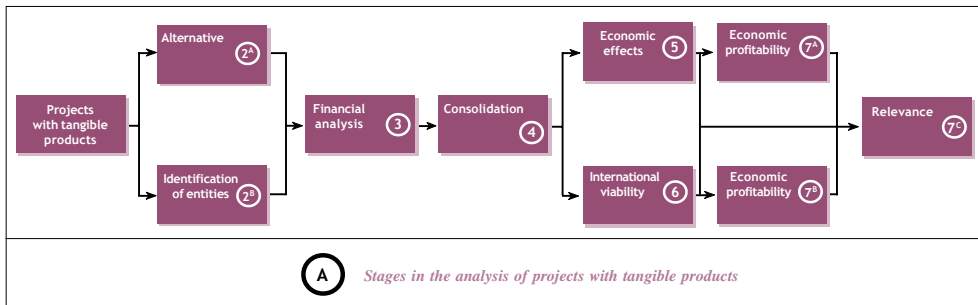 Projects
with tangible
products
Alternative
2A
Identification
of entities
2B
Financial
analysis
3
Consolidation
4
Economic
effects
5
International
viability
6
Economic
profitability
7A
Economic
profitability
7B
Relevance
7C
A
Stages in the analysis of projects with tangible products